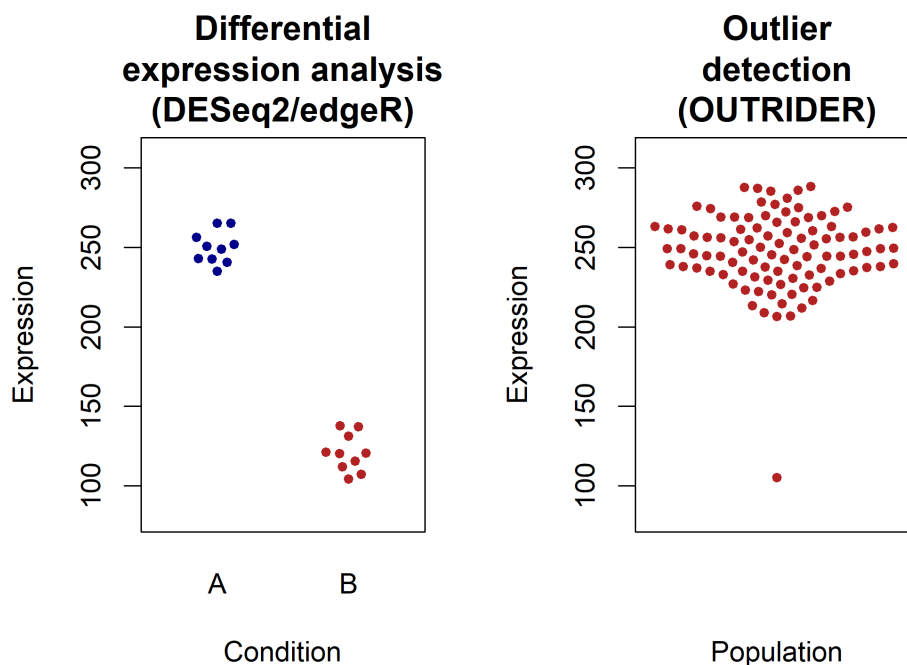 Differential
expression analysis
(DESeq2/edgeR)
Expression
300
250
200
150
100
A B
Condition
Outlier
detection
(OUTRIDER)
Expression
300
250
200
150
100
Population